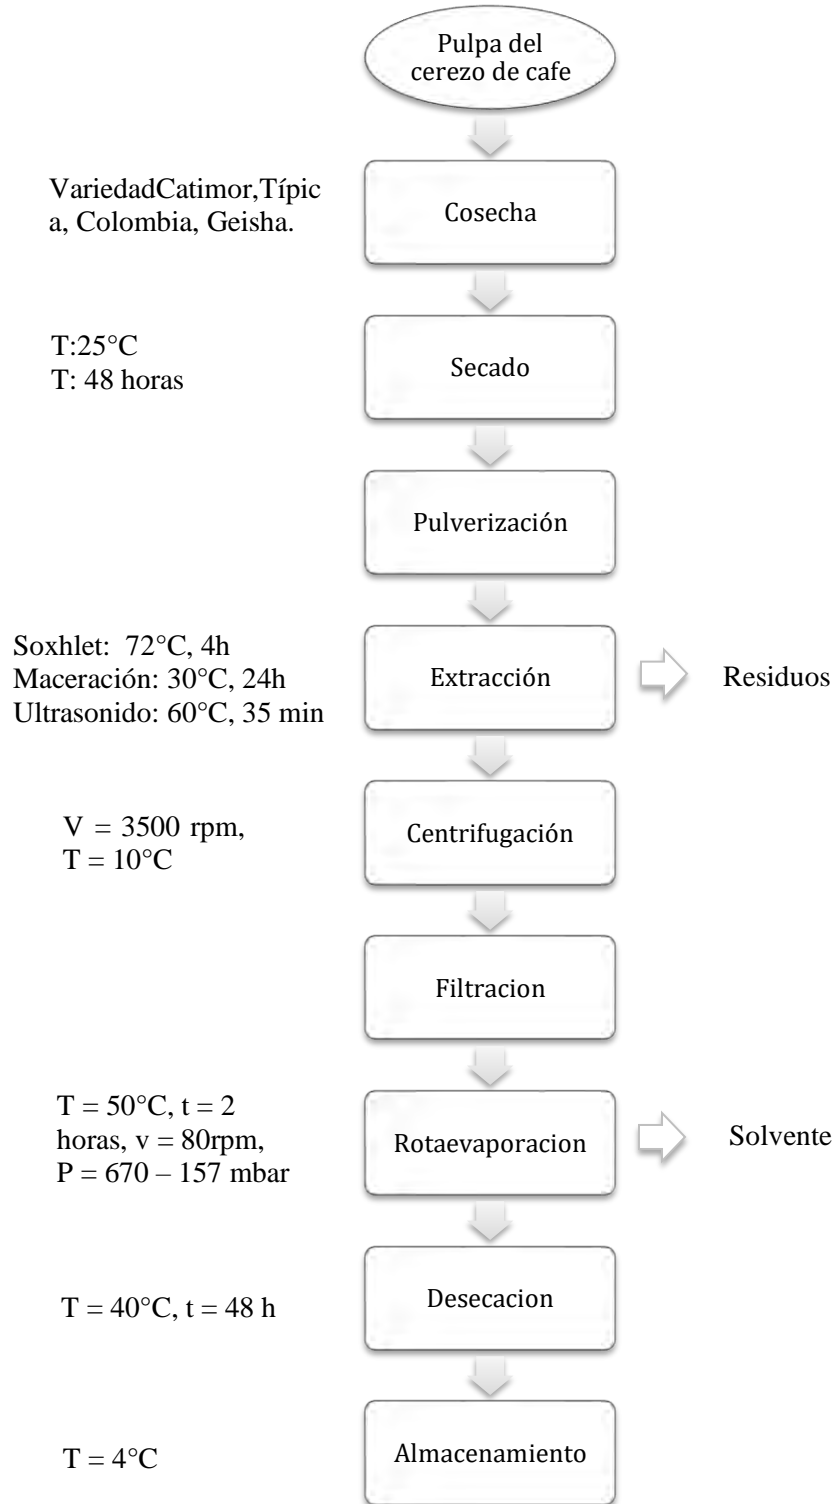 Pulpa del
cerezo de cafe
VariedadCatimor,Típic
a, Colombia, Geisha.
Cosecha
T:25°C
T: 48 horas
Secado
Pulverización
Soxhlet:  72°C, 4h
Maceración: 30°C, 24h
Ultrasonido: 60°C, 35 min
Extracción
Residuos
V = 3500 rpm,
T = 10°C
Centrifugación
Filtracion
T = 50°C, t = 2
horas, v = 80rpm,
P = 670 – 157 mbar
Rotaevaporacion
Solvente
T = 40°C, t = 48 h
Desecacion
T = 4°C
Almacenamiento